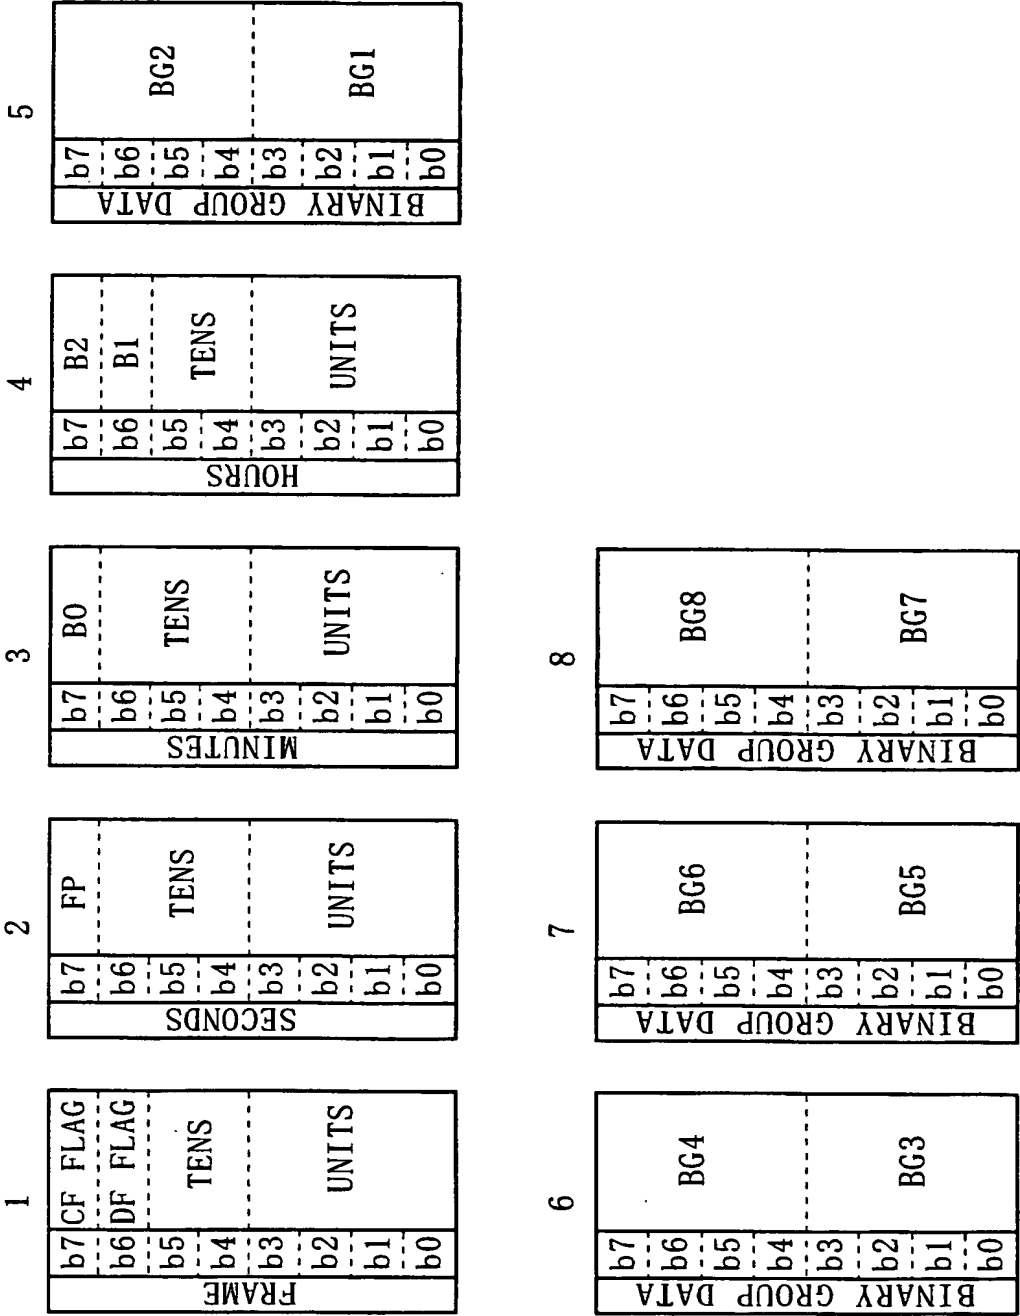 1
FRAME
b7 CF FLAG
b6 DF FLAG
b5
TENS
b4
b3
b2
UNITS
b1
b0
2
SECONDS
b7 FP
b6
b5
TENS
b4
b3
b2
UNITS
b1
b0
3
MINUTES
b7 B0
b6
b5
TENS
b4
b3
b2
UNITS
b1
b0
4
HOURS
b7 B2
b6 B1
b5
TENS
b4
b3
b2
UNITS
b1
b0
5
BINARY GROUP DATA
b7
b6
BG2
b5
b4
b3
b2
BG1
b1
b0
6
BINARY GROUP DATA
b7
b6
BG4
b5
b4
b3
b2
BG3
b1
b0
7
BINARY GROUP DATA
b7
b6
BG6
b5
b4
b3
b2
BG5
b1
b0
8
BINARY GROUP DATA
b7
b6
BG8
b5
b4
b3
b2
BG7
b1
b0